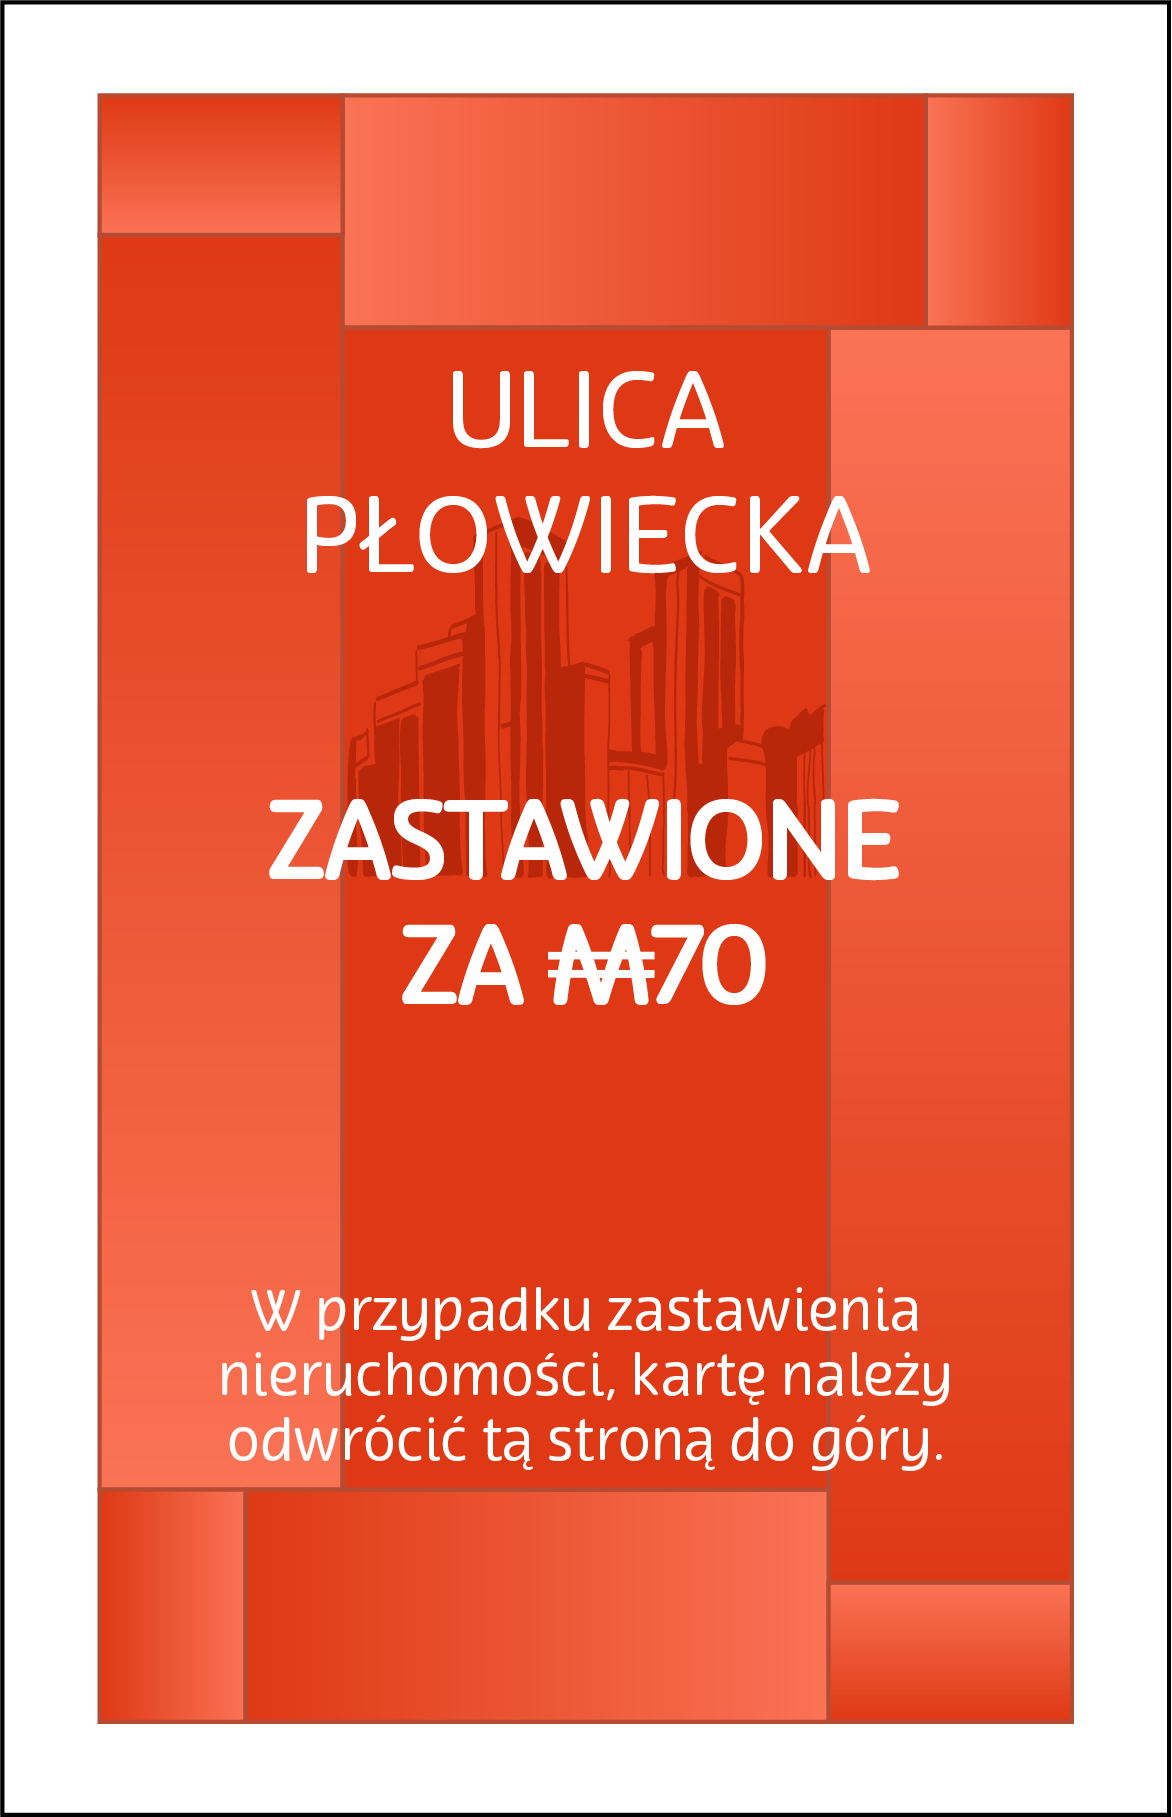 ULICA
PŁOWIECKA
ZASTAWIONE
ZA ₩70
W przypadku zastawienia
nieruchomości, kartę należy
odwrócić tą stroną do góry.